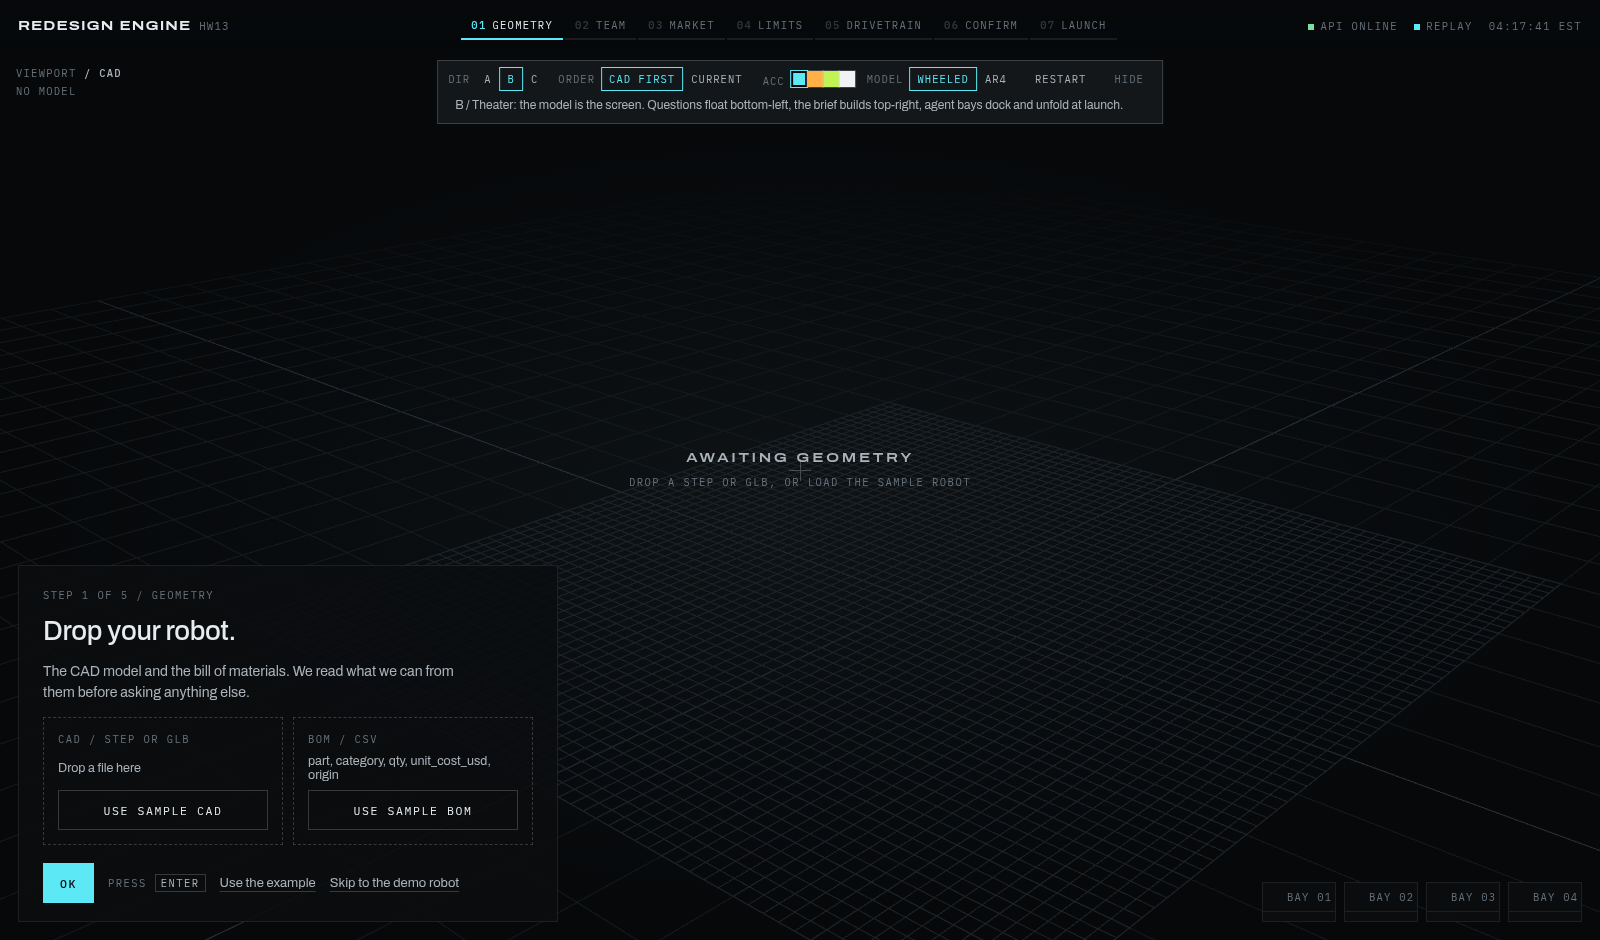 REDESIGN ENGINE HW13
01 GEOMETRY 02 TEAM 03 MARKET 04 LIMITS 05 DRIVETRAIN 06 CONFIRM 07 LAUNCH
API ONLINE REPLAY 04:17:41 EST
VIEWPORT / CAD
NO MODEL
DIR A B C ORDER CAD FIRST CURRENT ACC MODEL WHEELED AR4 RESTART HIDE
B / Theater: the model is the screen. Questions float bottom-left, the brief builds top-right, agent bays dock and unfold at launch.
AWAITING GEOMETRY
DROP A STEP OR GLB, OR LOAD THE SAMPLE ROBOT
STEP 1 OF 5 / GEOMETRY
Drop your robot.
The CAD model and the bill of materials. We read what we can from
them before asking anything else.
CAD / STEP OR GLB
Drop a file here
USE SAMPLE CAD
BOM / CSV
part, category, qty, unit_cost_usd,
origin
USE SAMPLE BOM
OK PRESS ENTER Use the example Skip to the demo robot
BAY 01 BAY 02 BAY 03 BAY 04